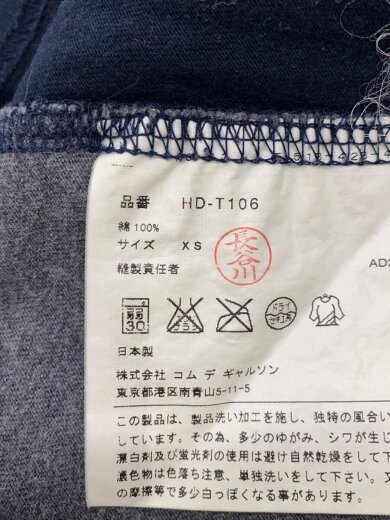 品番 HD-T106
綿 100%
サイズ XS
縫製責任者
長谷川
AD
30
ドライ
日本製
株式会社 コム デ ギャルソン
東京都港区南青山5-11-5
この製品は、製品洗い加工を施し、独特の風合い
しています。その為、多少のゆがみ、シワが生じ
漂白剤及び蛍光剤の使用は避け自然乾燥をして下
濃色物は色落ち注意、単独洗いをして下さい。
の摩擦等で多少白っぽくなる事があります。